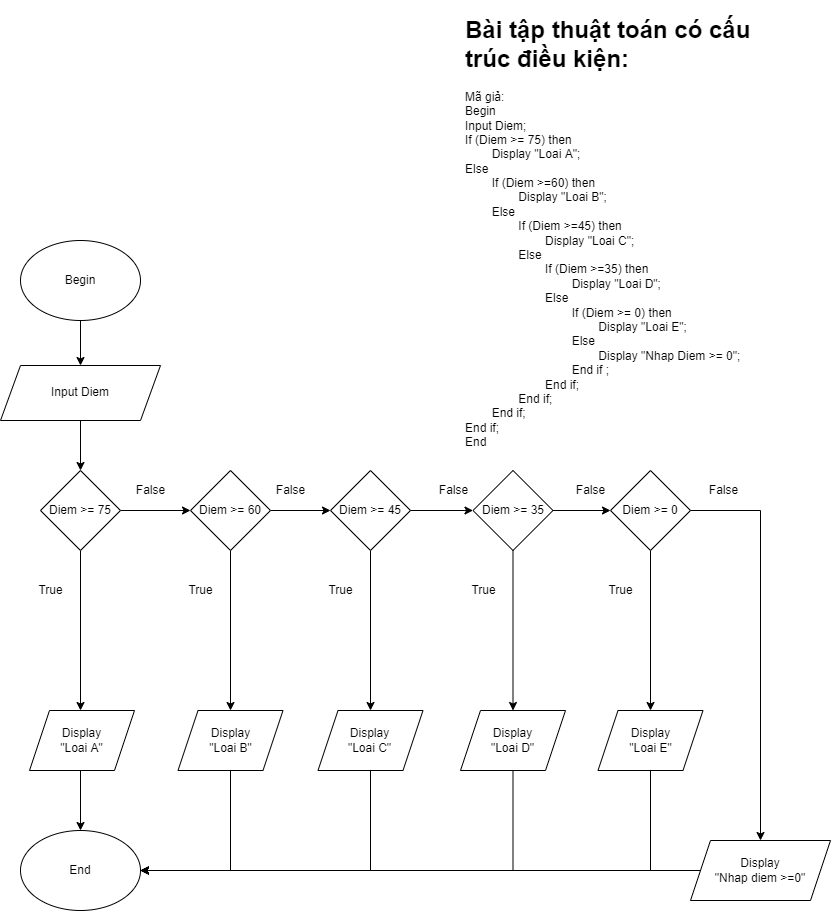 Bài tập thuật toán có cấu
trúc điều kiện:
Mã giả:
Begin
Input Diem;
If (Diem >= 75) then
Display "Loai A";
Else
If (Diem >=60) then
Display "Loai B";
Else
If (Diem >=45) then
Display "Loai C";
Else
If (Diem >=35) then
Display "Loai D";
Else
If (Diem >= 0) then
Display "Loai E";
Else
Display "Nhap Diem >= 0";
End if ;
End if;
End if;
End if;
End if;
End
Begin
Input Diem
Diem >= 75
False
Diem >= 60
False
Diem >= 45
False
Diem >= 35
False
Diem >= 0
False
True
True
True
True
True
Display
"Loai A"
Display
"Loai B"
Display
"Loai C"
Display
"Loai D"
Display
"Loai E"
End
Display
"Nhap diem >=0"